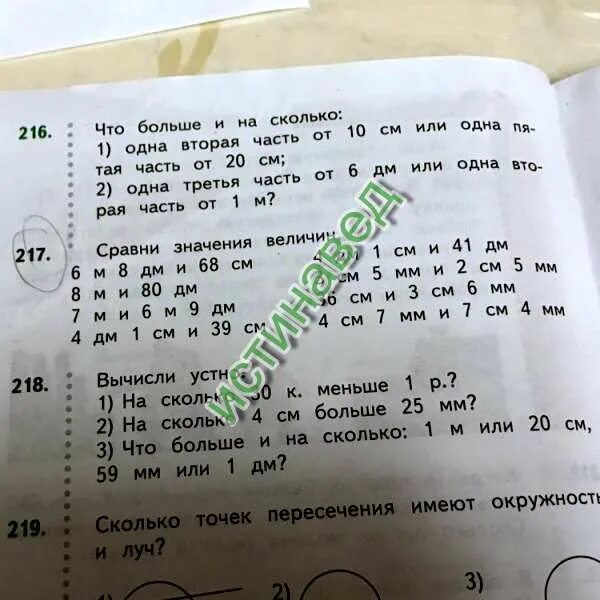 216.
Что больше и на сколько:
1) одна вторая часть от 10 см или одна пя-
тая часть от 20 см;
2) одна третья часть от 6 дм или одна вто-
рая часть от 1 м?
217.
Сравни значения величин
6 м 8 дм и 68 см
8 м и 80 дм
7 м и 6 м 9 дм
4 дм 1 см и 39 см
1 см и 41 дм
см 5 мм и 2 см 5 мм
36 см и 3 см 6 мм
4 см 7 мм и 7 см 4 мм
218.
Вычисли устно
1) На сколько 60 к. меньше 1 р.?
2) На сколько 4 см больше 25 мм?
3) Что больше и на сколько: 1 м или 20 см,
59 мм или 1 дм?
219.
Сколько точек пересечения имеют окружность
и луч?
1)
2)
3)
истинавед